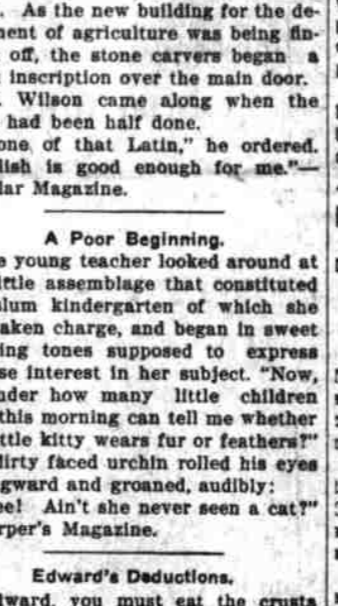 . As the new building for the de-
ment of agriculture was being fin-
off, the stone carvers began a
inscription over the main door.
. Wilson came along when the
had been half done.
one of that Latin," he ordered.
lish is good enough for me."—
lar Magazine.
A Poor Beginning.
e young teacher looked around at
ittle assemblage that constituted
slum kindergarten of which she
aken charge, and began in sweet
ing tones supposed to express
se interest in her subject. "Now,
nder how many little children
this morning can tell me whether
ttle kitty wears fur or feathers?"
dirty faced urchin rolled his eyes
gward and groaned, audibly:
ee! Ain't she never seen a cat?"
rper's Magazine.
Edward's Deductions.
dward, you must eat the crusts